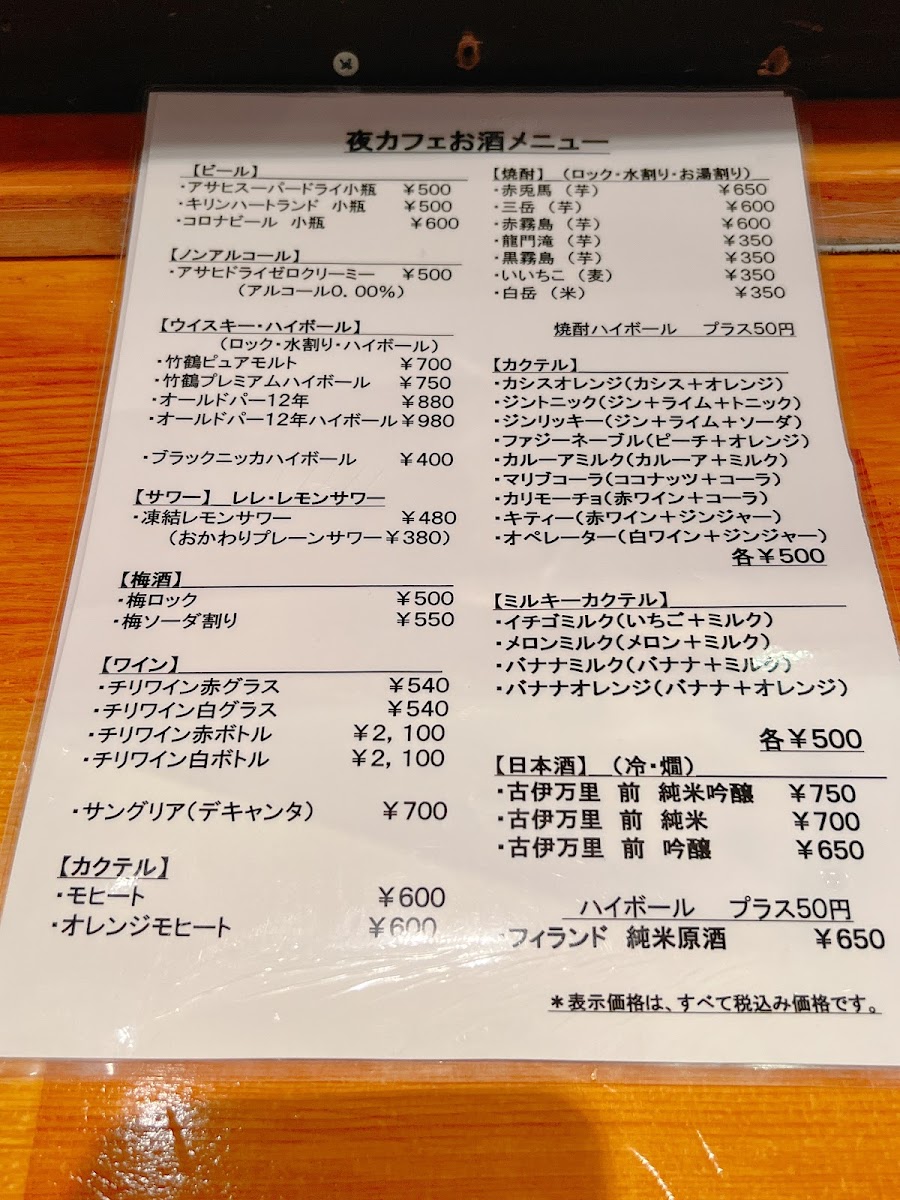 夜カフェお酒メニュー
【ビール】
・アサヒスーパードライ小瓶 ¥500
・キリンハートランド 小瓶 ¥500
・コロナビール 小瓶 ¥600
【ノンアルコール】
・アサヒドライゼロクリーミー ¥500
（アルコール0.00%）
【ウイスキー・ハイボール】
（ロック・水割り・ハイボール）
・竹鶴ピュアモルト ¥700
・竹鶴プレミアムハイボール ¥750
・オールドパー12年 ¥880
・オールドパー12年ハイボール ¥980
・ブラックニッカハイボール ¥400
【サワー】 レレ・レモンサワー
・凍結レモンサワー ¥480
（おかわりプレーンサワー¥380）
【梅酒】
・梅ロック ¥500
・梅ソーダ割り ¥550
【ワイン】
・チリワイン赤グラス ¥540
・チリワイン白グラス ¥540
・チリワイン赤ボトル ¥2,100
・チリワイン白ボトル ¥2,100
・サングリア（デキャンタ） ¥700
【カクテル】
・モヒート ¥600
・オレンジモヒート ¥600
【焼酎】（ロック・水割り・お湯割り）
・赤兎馬（芋） ¥650
・三岳（芋） ¥600
・赤霧島（芋） ¥600
・龍門滝（芋） ¥350
・黒霧島（芋） ¥350
・いいちこ（麦） ¥350
・白岳（米） ¥350
焼酎ハイボール プラス50円
【カクテル】
・カシスオレンジ（カシス＋オレンジ）
・ジントニック（ジン＋ライム＋トニック）
・ジンリッキー（ジン＋ライム＋ソーダ）
・ファジーネーブル（ピーチ＋オレンジ）
・カルーアミルク（カルーア＋ミルク）
・マリブコーラ（ココナッツ＋コーラ）
・カリモーチョ（赤ワイン＋コーラ）
・キティー（赤ワイン＋ジンジャー）
・オペレーター（白ワイン＋ジンジャー）
各¥500
【ミルキーカクテル】
・イチゴミルク（いちご＋ミルク）
・メロンミルク（メロン＋ミルク）
・バナナミルク（バナナ＋ミルク）
・バナナオレンジ（バナナ＋オレンジ）
各¥500
【日本酒】（冷・燗）
・古伊万里 前 純米吟醸 ¥750
・古伊万里 前 純米 ¥700
・古伊万里 前 吟醸 ¥650
ハイボール プラス50円
・フィランド 純米原酒 ¥650
＊表示価格は、すべて税込み価格です。